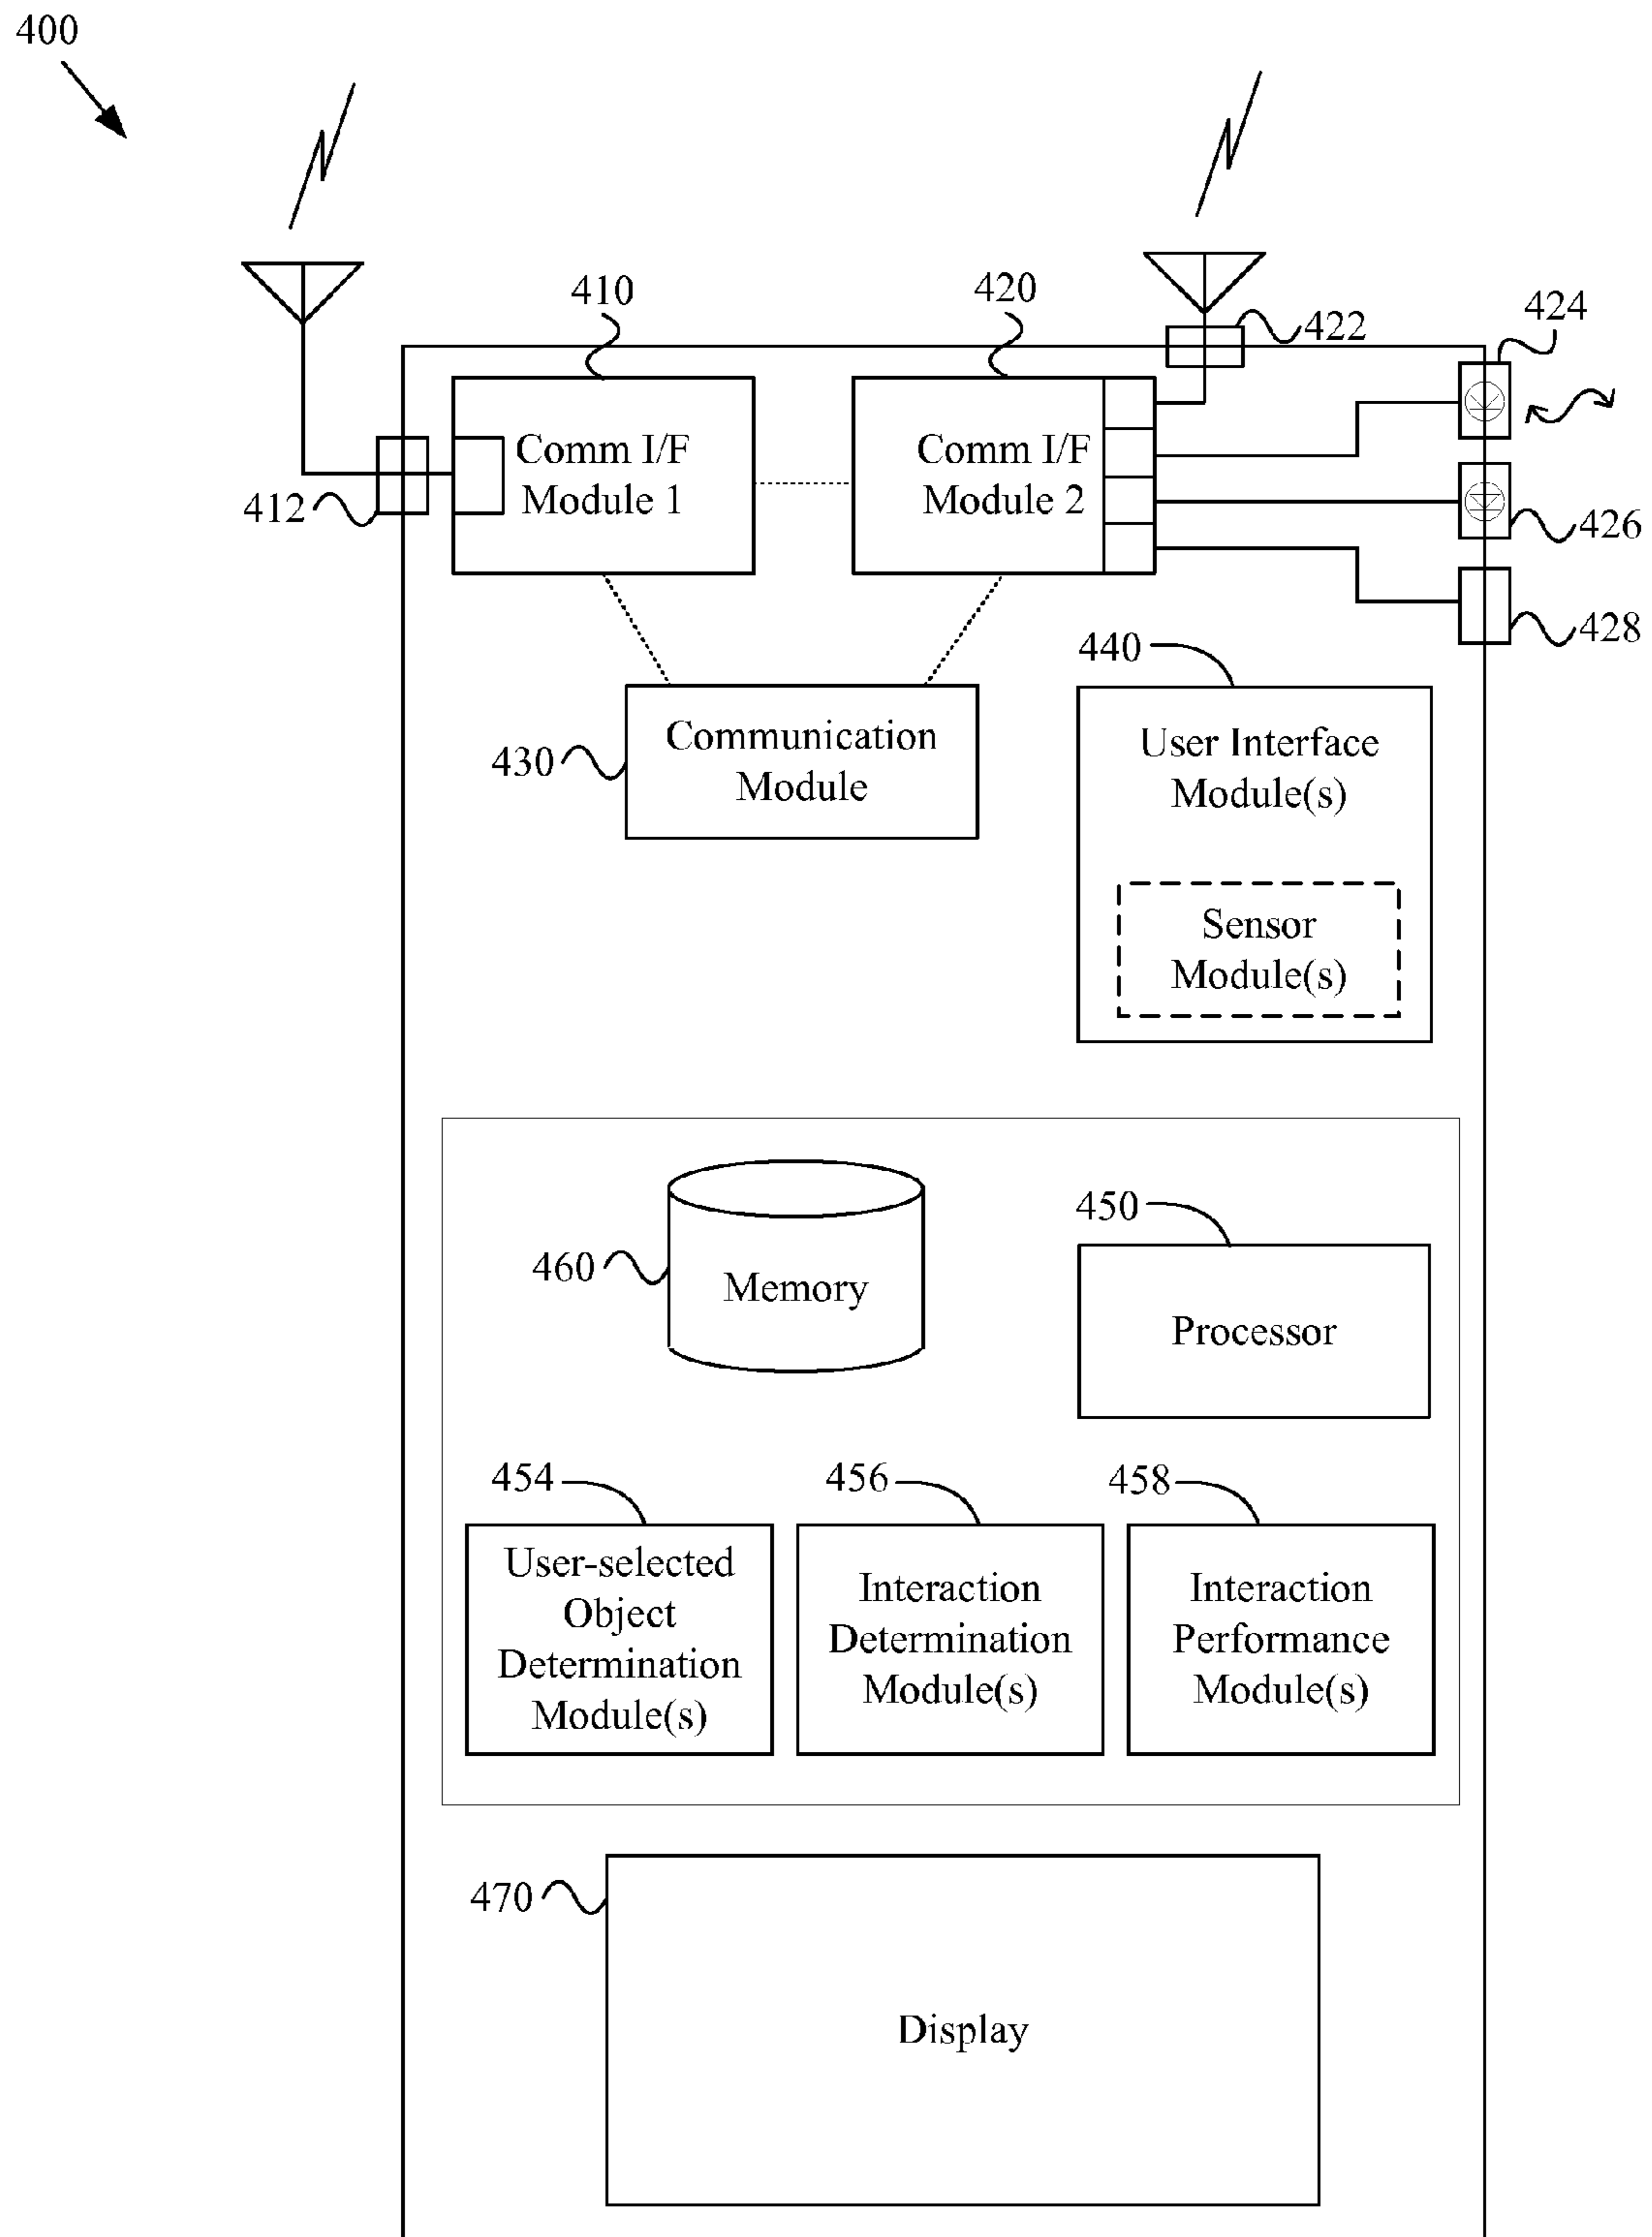 400
410
420
422
424
Comm I/F
Module 1
Comm I/F
Module 2
412
426
428
440
430
Communication
Module
User Interface
Module(s)
Sensor
Module(s)
450
460
Memory
Processor
454
456
458
User-selected
Object
Determination
Module(s)
Interaction
Determination
Module(s)
Interaction
Performance
Module(s)
470
Display